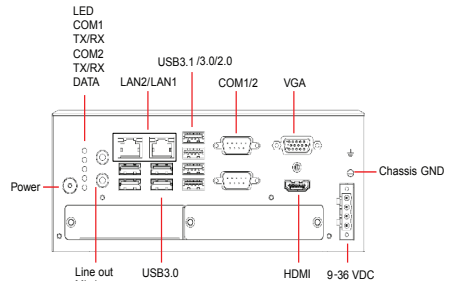 LED
COM1
TX/RX
COM2
TX/RX
DATA
LAN2/LAN1
USB3.1 /3.0/2.0
COM1/2
VGA
Chassis GND
Power
Line out
USB3.0
HDMI
9-36 VDC